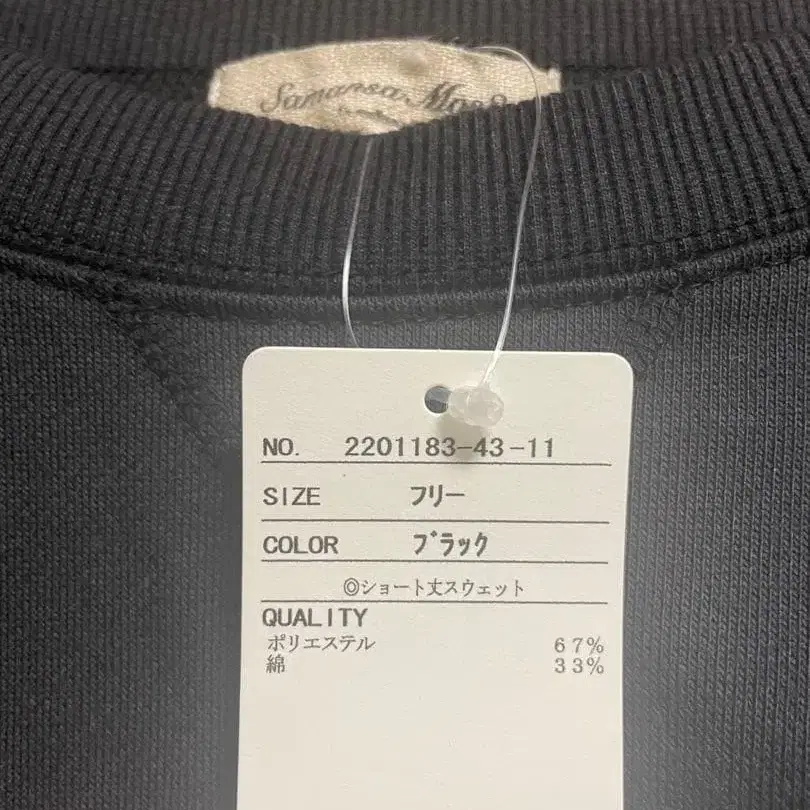 Samansa
NO. 2201183-43-11
SIZE フリー
COLOR ブラック
◎ショート丈スウェット
QUALITY
ポリエステル 67%
綿 33%